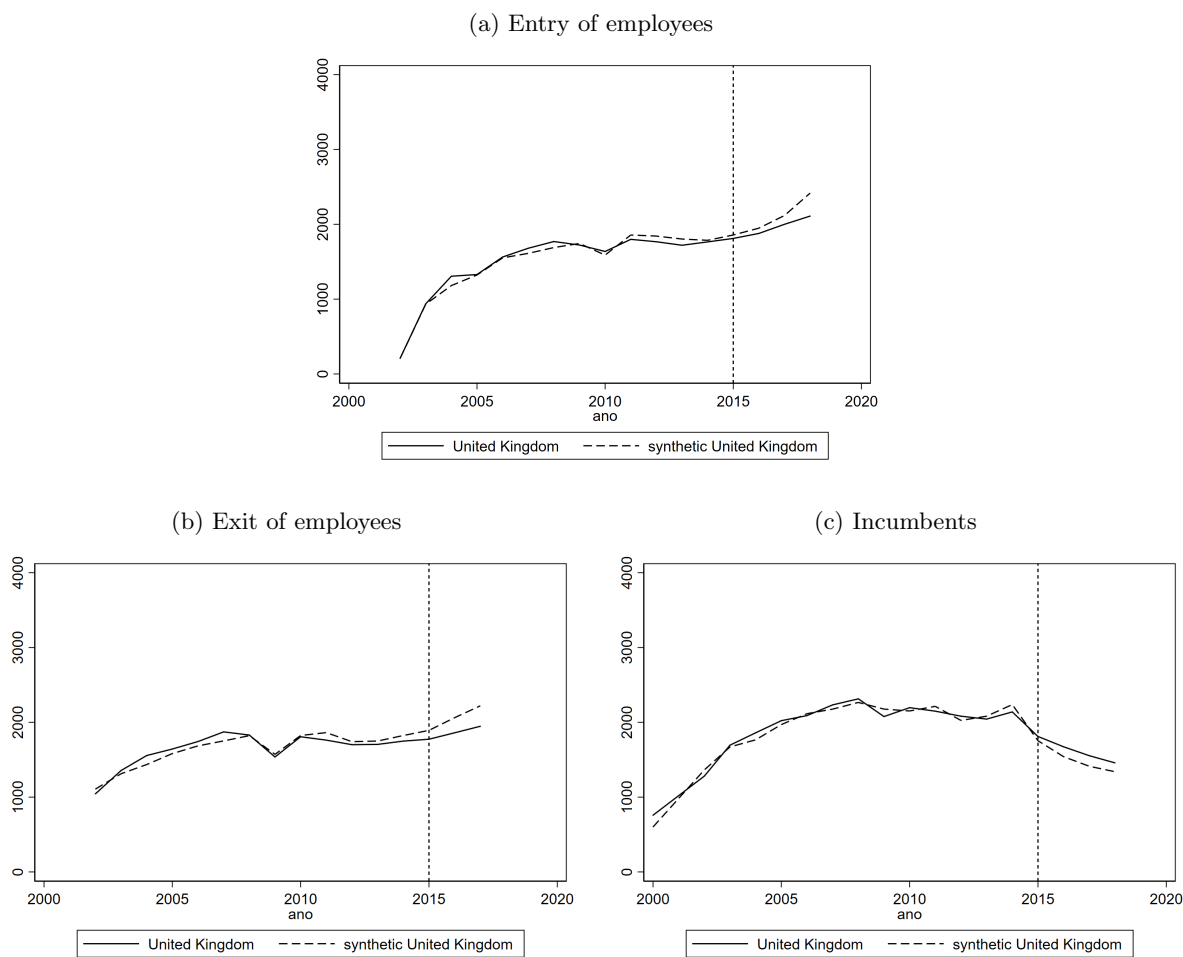 (a) Entry of employees
4000
3000
2000
1000
0
2000 2005 2010 2015 2020
ano
United Kingdom synthetic United Kingdom
(b) Exit of employees
4000
3000
2000
1000
0
2000 2005 2010 2015 2020
ano
United Kingdom synthetic United Kingdom
(c) Incumbents
4000
3000
2000
1000
0
2000 2005 2010 2015 2020
ano
United Kingdom synthetic United Kingdom